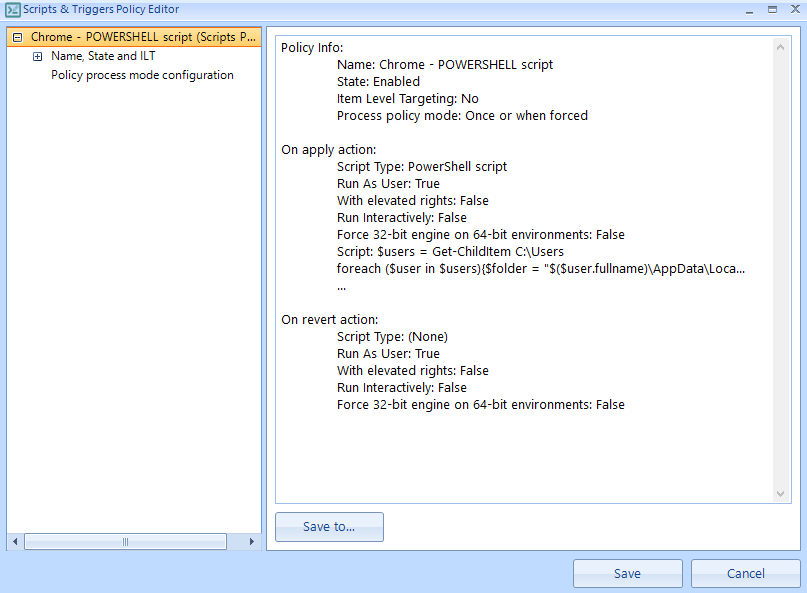 Scripts & Triggers Policy Editor
Chrome - POWERSHELL script (Scripts P...
Name, State and ILT
Policy process mode configuration
Policy Info:
Name: Chrome - POWERSHELL script
State: Enabled
Item Level Targeting: No
Process policy mode: Once or when forced
On apply action:
Script Type: PowerShell script
Run As User: True
With elevated rights: False
Run Interactively: False
Force 32-bit engine on 64-bit environments: False
Script: $users = Get-ChildItem C:\Users
foreach ($user in $users){$folder = "$($user.fullname)\AppData\Loca...
...
On revert action:
Script Type: (None)
Run As User: True
With elevated rights: False
Run Interactively: False
Force 32-bit engine on 64-bit environments: False
Save to...
Save
Cancel